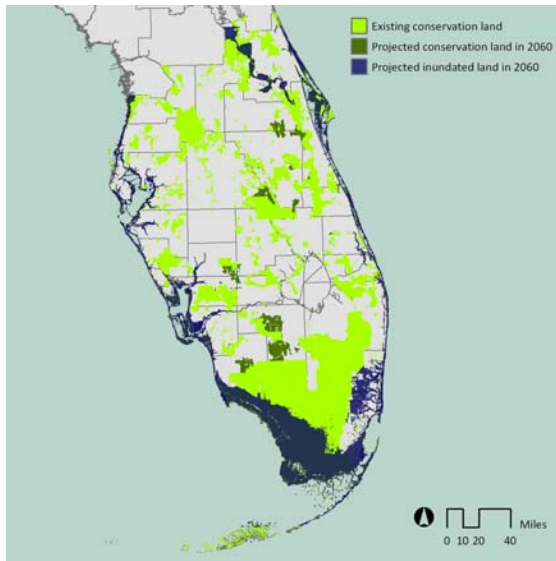 Existing conservation land
Projected conservation land in 2060
Projected inundated land in 2060
Miles
0 10 20 40